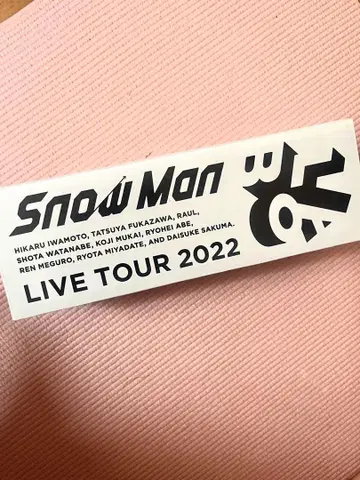 Snow Man
HIKARU IWAMOTO, TATSUYA FUKAZAWA, RAUL,
SHOTA WATANABE, KOJI MUKAI, RYOHEI ABE,
REN MEGURO, RYOTA MIYADATE, AND DAISUKE SAKUMA.
LIVE TOUR 2022